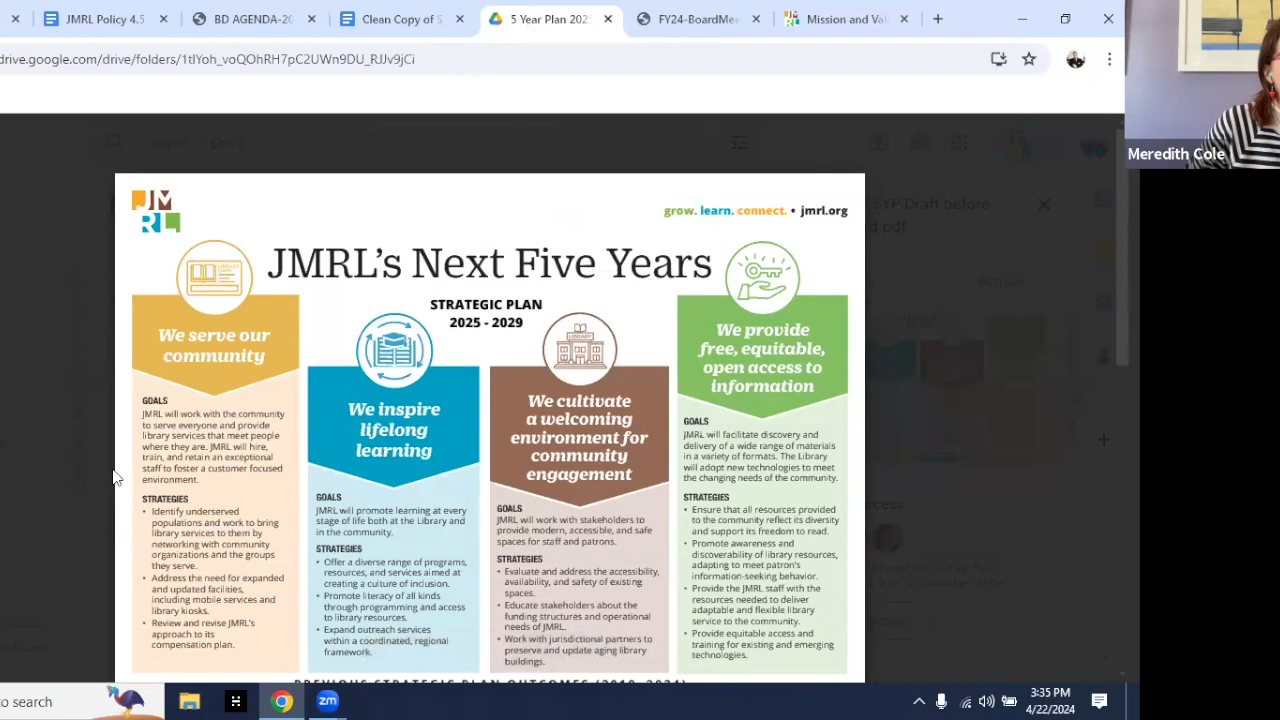 JMRL Policy 4.5
BD AGENDA-20
Clean Copy of S
5 Year Plan 202
FY24-BoardMe
Mission and Val
drive.google.com/drive/folders/1tIYoh_voQOhRH7pC2UWn9DU_RJJv9jCi
Meredith Cole
JM
RL
grow. learn. connect. • jmrl.org
JMRL's Next Five Years
STRATEGIC PLAN
2025 - 2029
We serve our
community
GOALS
JMRL will work with the community
to serve everyone and provide
library services that meet people
where they are. JMRL will hire,
train, and retain an exceptional
staff to foster a customer focused
environment.
STRATEGIES
• Identify underserved
populations and work to bring
library services to them by
networking with community
organizations and the groups
they serve.
• Address the need for expanded
and updated facilities,
including mobile services and
library kiosks.
• Review and revise JMRL's
approach to its
compensation plan.
We inspire
lifelong
learning
GOALS
JMRL will promote learning at every
stage of life both at the Library and
in the community.
STRATEGIES
• Offer a diverse range of programs,
resources, and services aimed at
creating a culture of inclusion.
• Promote literacy of all kinds
through programming and access
to library resources.
• Expand outreach services
within a coordinated, regional
framework.
LIBRARY
We cultivate
a welcoming
environment for
community
engagement
GOALS
JMRL will work with stakeholders to
provide modern, accessible, and safe
spaces for staff and patrons.
STRATEGIES
• Evaluate and address the accessibility,
availability, and safety of existing
spaces.
• Educate stakeholders about the
funding structures and operational
needs of JMRL.
• Work with jurisdictional partners to
preserve and update aging library
buildings.
We provide
free, equitable,
open access to
information
GOALS
JMRL will facilitate discovery and
delivery of a wide range of materials
in a variety of formats. The Library
will adopt new technologies to meet
the changing needs of the community.
STRATEGIES
• Ensure that all resources provided
to the community reflect its diversity
and support its freedom to read.
• Promote awareness and
discoverability of library resources,
adapting to meet patron's
information-seeking behavior.
• Provide the JMRL staff with the
resources needed to deliver
adaptable and flexible library
service to the community.
• Provide equitable access and
training for existing and emerging
technologies.
PREVIOUS STRATEGIC PLAN OUTCOMES (2019-2024)
SYP Draft before
rd.pdf
Activity
to search
zm
3:35 PM
4/22/2024